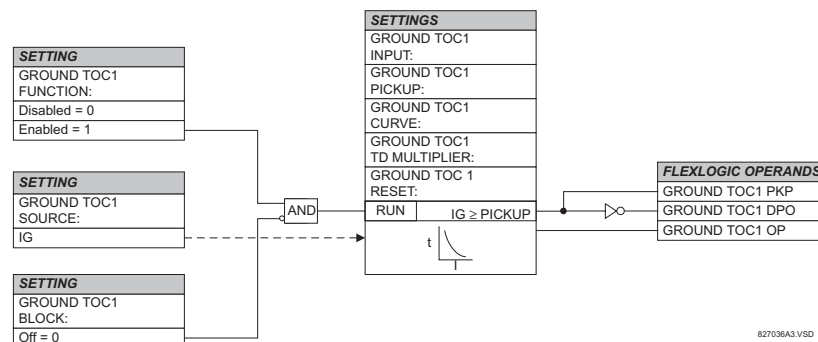 SETTING
GROUND TOC1
FUNCTION:
Disabled = 0
Enabled = 1
SETTING
GROUND TOC1
SOURCE:
IG
SETTING
GROUND TOC1
BLOCK:
Off = 0
AND
SETTINGS
GROUND TOC1
INPUT:
GROUND TOC1
PICKUP:
GROUND TOC1
CURVE:
GROUND TOC1
TD MULTIPLIER:
GROUND TOC 1
RESET:
RUN
IG ≥ PICKUP
t
I
FLEXLOGIC OPERANDS
GROUND TOC1 PKP
GROUND TOC1 DPO
GROUND TOC1 OP
827036A3.VSD